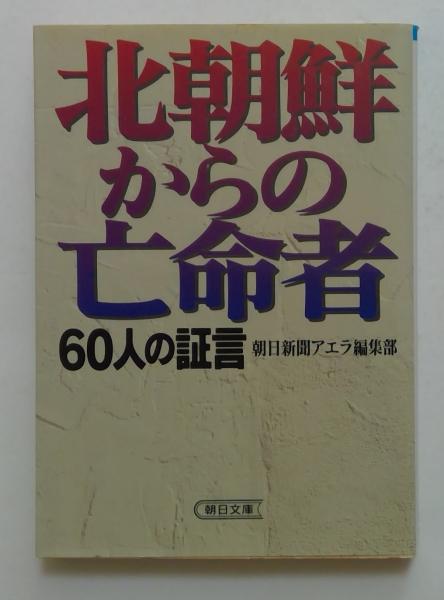 北朝鮮
からの
亡命者
60人の証言 朝日新聞アエラ編集部
朝日文庫